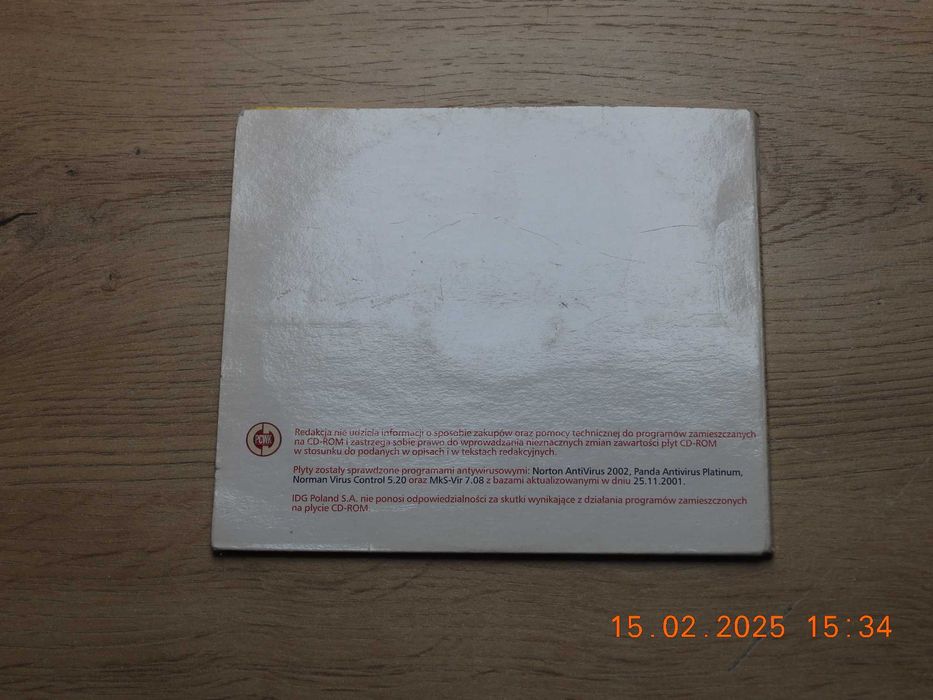 PCWK
Redakcja nie udziela informacji o sposobie zakupów oraz pomocy technicznej do programów zamieszczanych
na CD-ROM i zastrzega sobie prawo do wprowadzania nieznacznych zmian zawartości płyt CD-ROM
w stosunku do podanych w opisach i w tekstach redakcyjnych.
Płyty zostały sprawdzone programami antywirusowymi: Norton AntiVirus 2002, Panda Antivirus Platinum,
Norman Virus Control 5.20 oraz MkS-Vir 7.08 z bazami aktualizowanymi w dniu 25.11.2001.
IDG Poland S.A. nie ponosi odpowiedzialności za skutki wynikające z działania programów zamieszczonych
na płycie CD-ROM.
15.02.2025 15:34